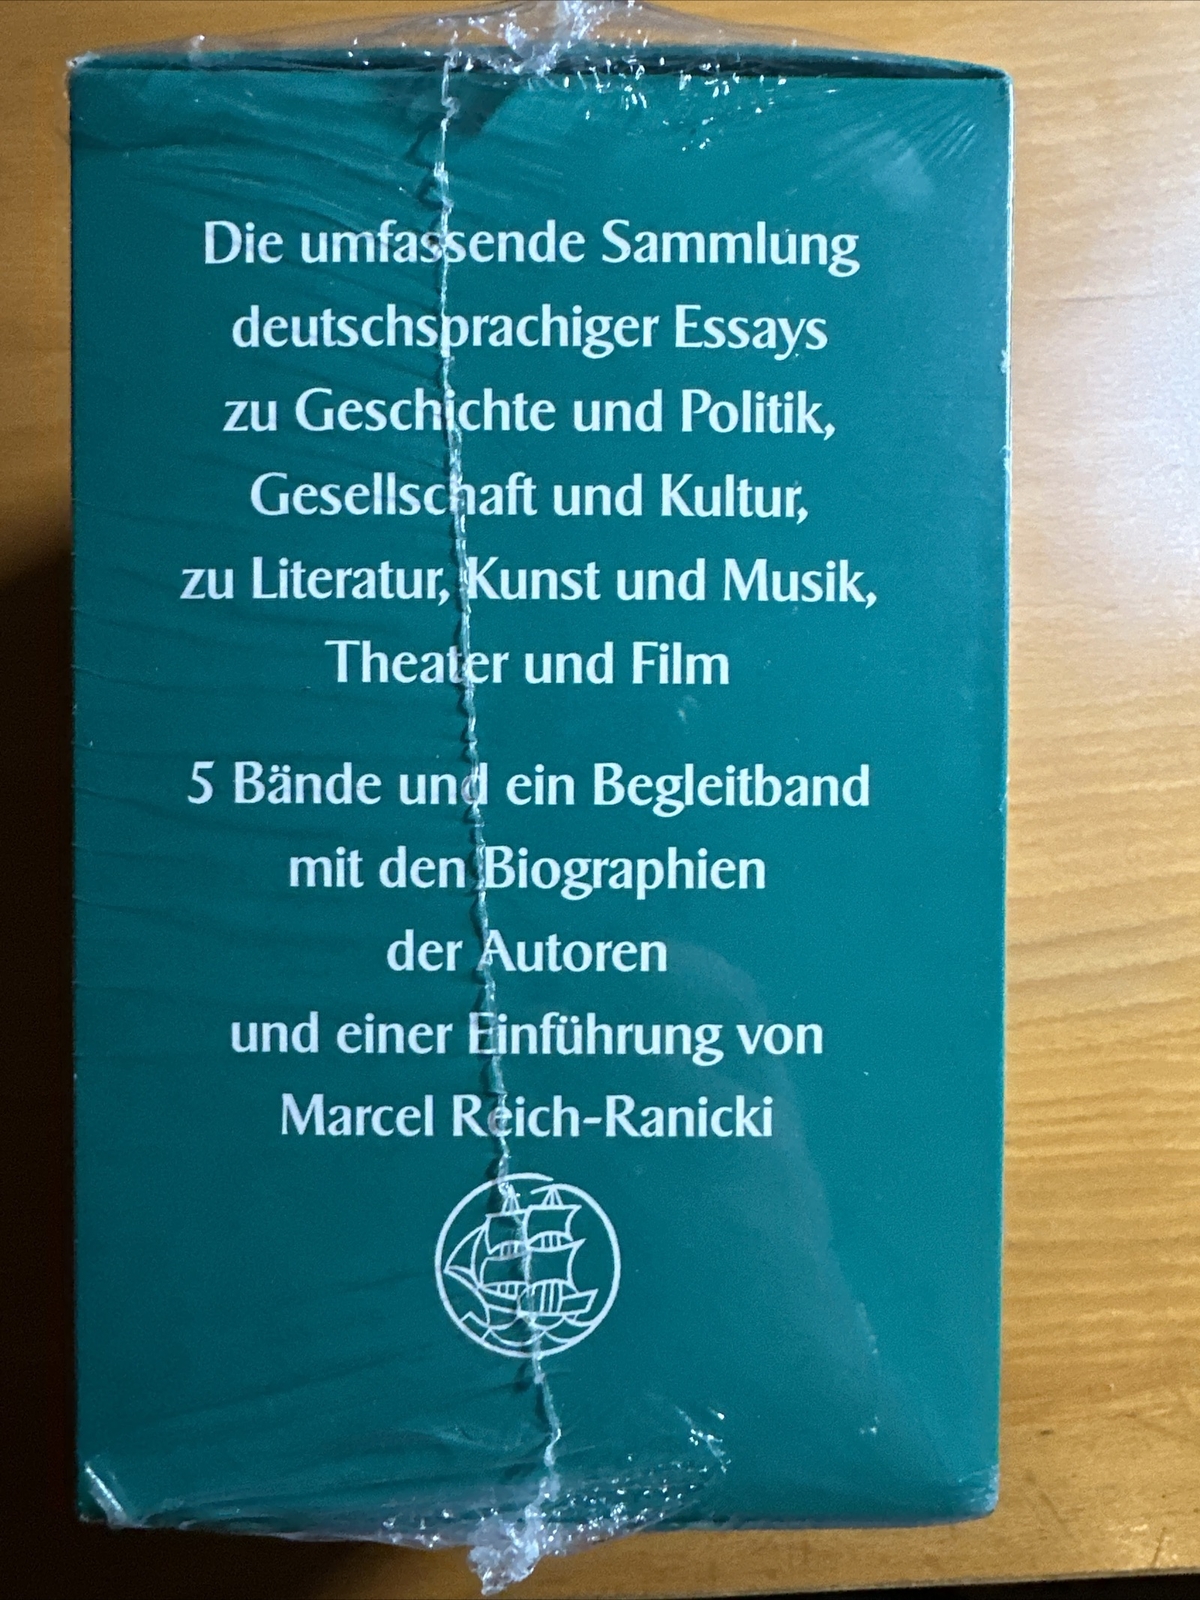 Die umfassende Sammlung
deutschsprachiger Essays
zu Geschichte und Politik,
Gesellschaft und Kultur,
zu Literatur, Kunst und Musik,
Theater und Film
5 Bände und ein Begleitband
mit den Biographien
der Autoren
und einer Einführung von
Marcel Reich-Ranicki